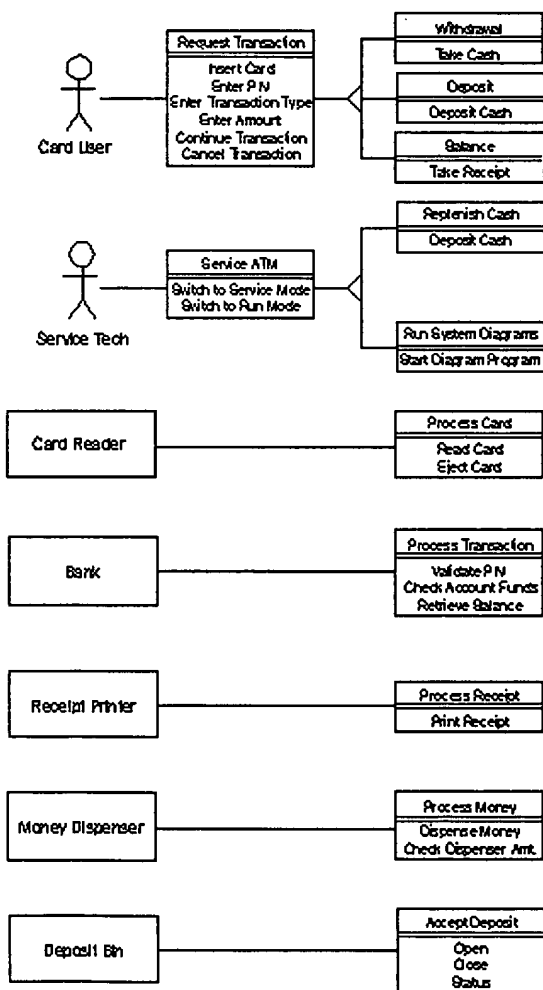 Request Transaction
Insert Card
Enter PIN
Enter Transaction Type
Enter Amount
Continue Transaction
Cancel Transaction
Card User
Withdrawal
Take Cash
Deposit
Deposit Cash
Balance
Take Receipt
Service ATM
Switch to Service Mode
Switch to Run Mode
Service Tech
Replenish Cash
Deposit Cash
Run System Diagrams
Start Diagram Program
Card Reader
Process Card
Read Card
Eject Card
Bank
Process Transaction
Validate PIN
Check Account Funds
Retrieve Balance
Receipt Printer
Process Receipt
Print Receipt
Money Dispenser
Process Money
Dispense Money
Check Dispenser Amt.
Deposit Bin
Accept Deposit
Open
Close
Status